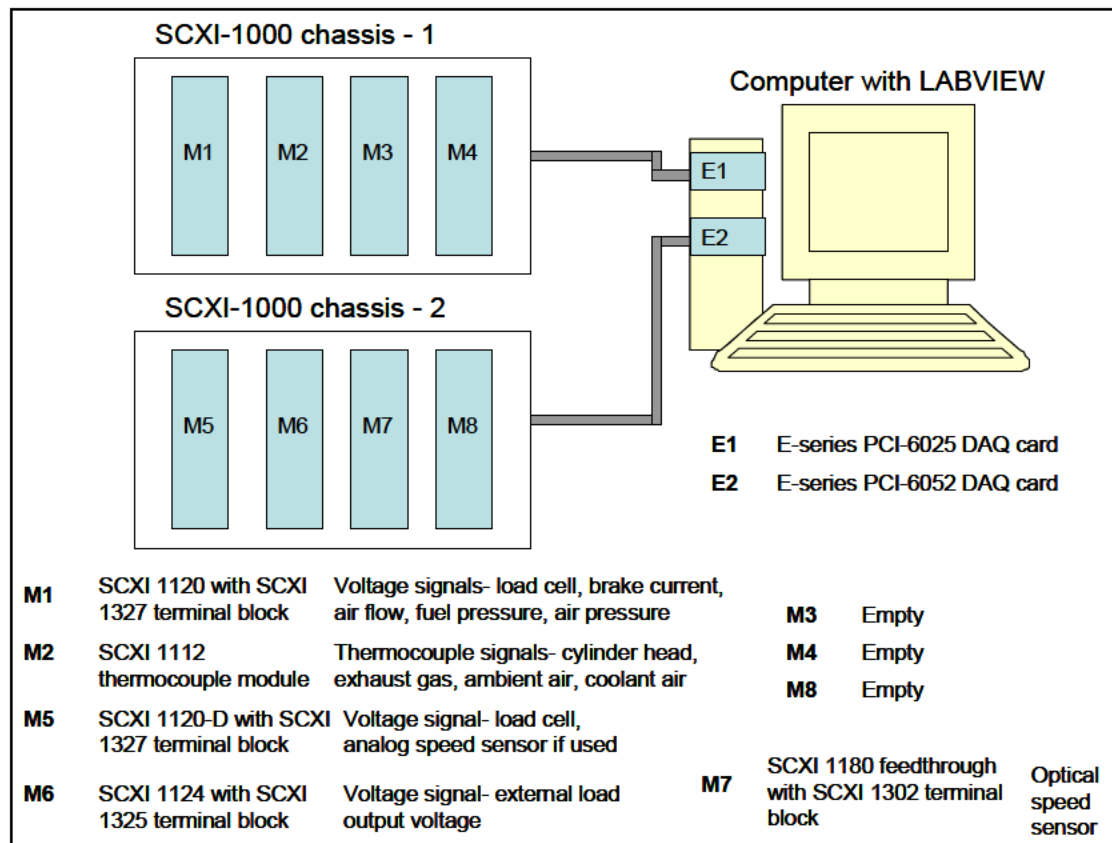 SCXI-1000 chassis - 1
M1
M2
M3
M4
Computer with LABVIEW
E1
E2
SCXI-1000 chassis - 2
M5
M6
M7
M8
E1 E-series PCI-6025 DAQ card
E2 E-series PCI-6052 DAQ card
M1 SCXI 1120 with SCXI Voltage signals- load cell, brake current,
1327 terminal block air flow, fuel pressure, air pressure
M2 SCXI 1112 Thermocouple signals- cylinder head,
thermocouple module exhaust gas, ambient air, coolant air
M5 SCXI 1120-D with SCXI Voltage signal- load cell,
1327 terminal block analog speed sensor if used
M6 SCXI 1124 with SCXI Voltage signal- external load
1325 terminal block output voltage
M3 Empty
M4 Empty
M8 Empty
M7 SCXI 1180 feedthrough Optical
with SCXI 1302 terminal speed
block sensor